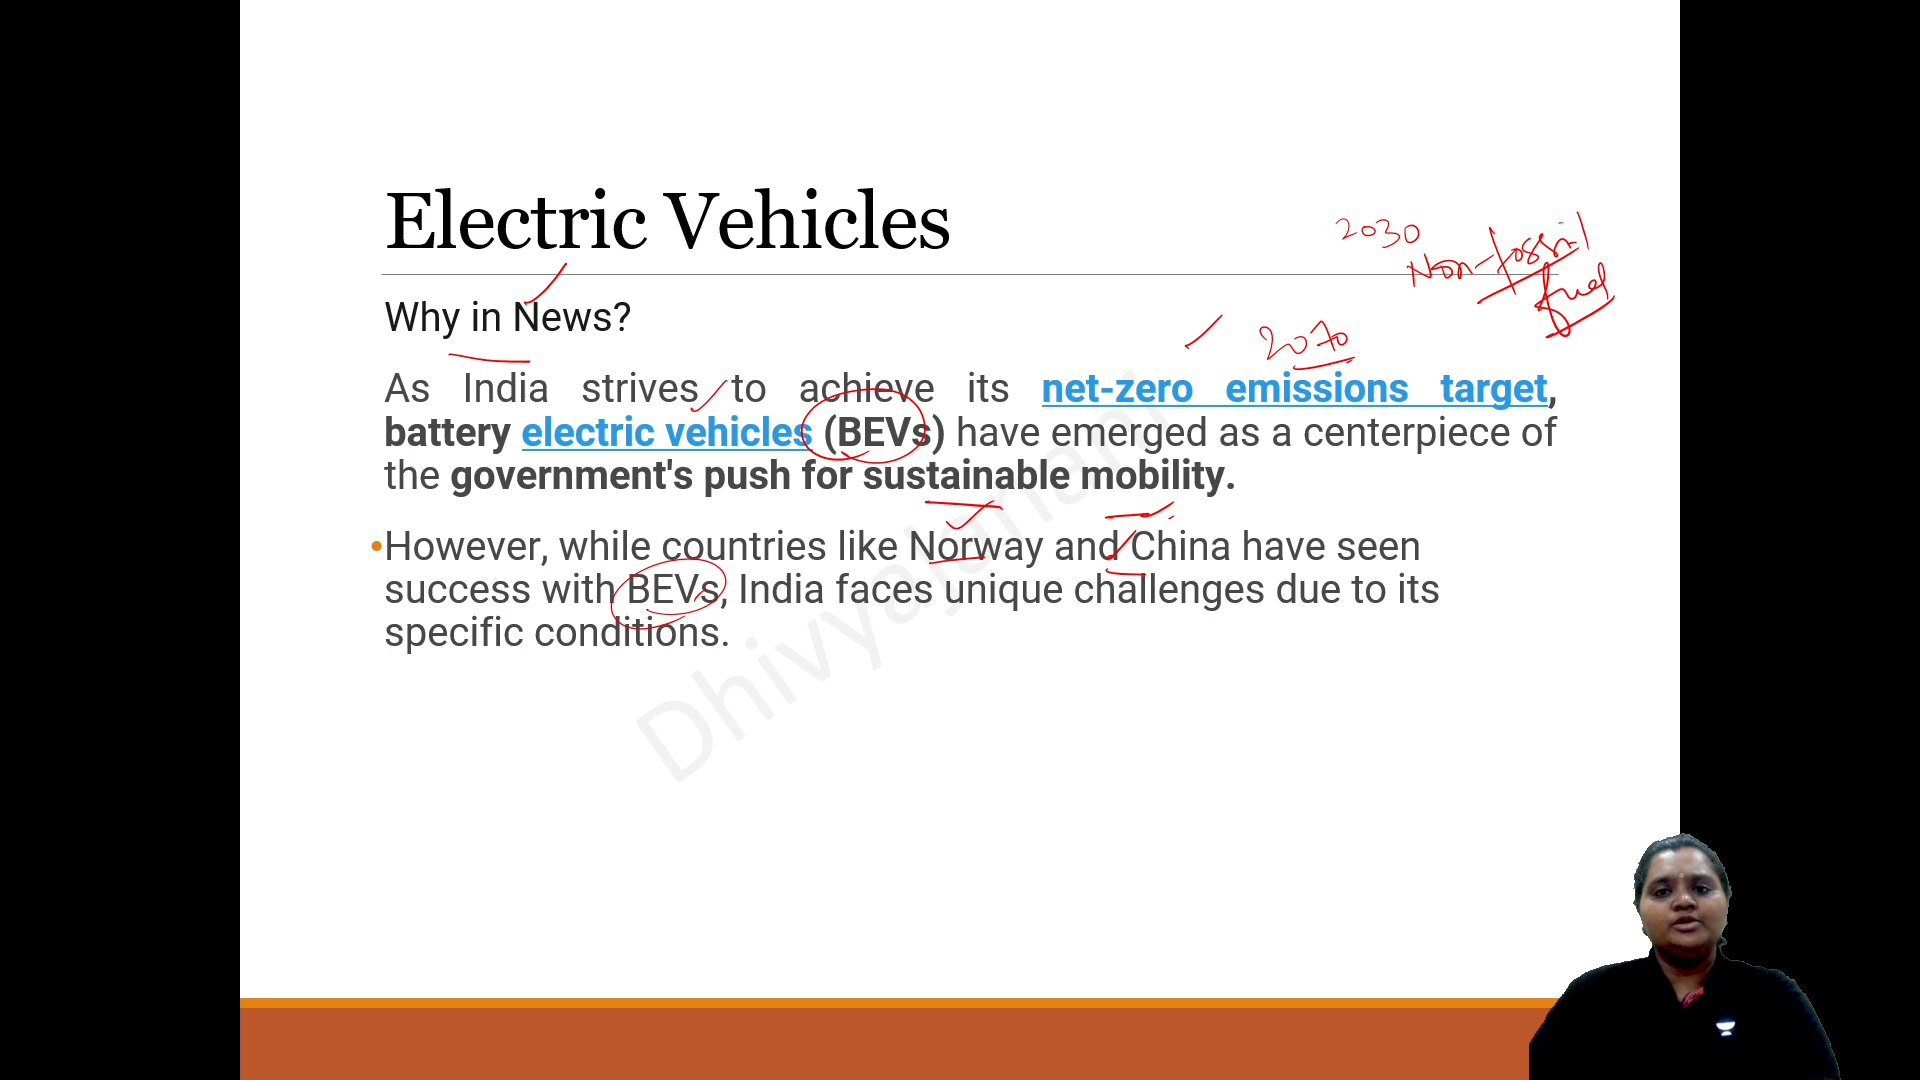 Electric Vehicles
2030
Non-fossil
fuel
Why in News?
2070
As India strives to achieve its net-zero emissions target,
battery electric vehicles (BEVs) have emerged as a centerpiece of
the government's push for sustainable mobility.
•However, while countries like Norway and China have seen
success with BEVs, India faces unique challenges due to its
specific conditions.
Dhivyajanani